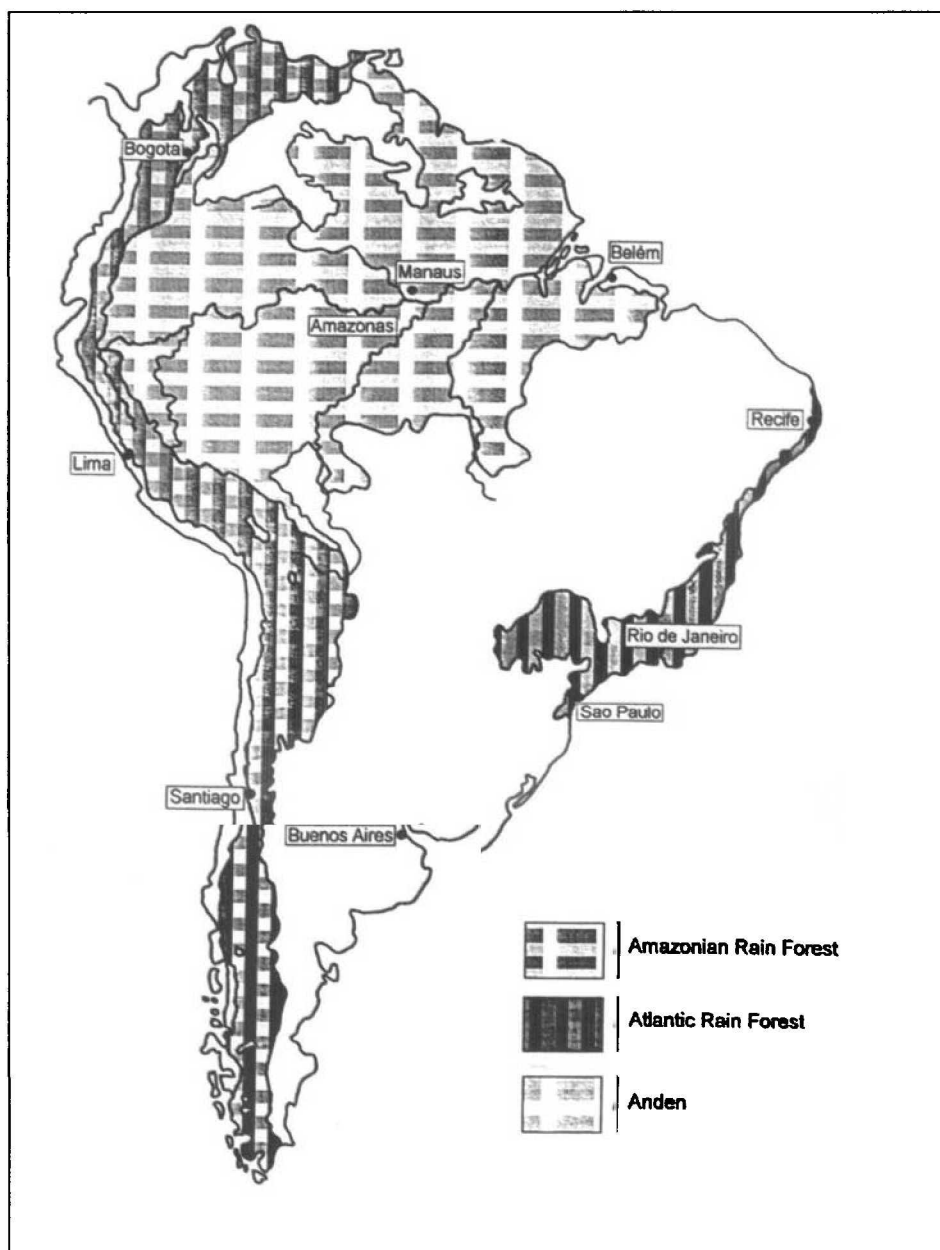 Bogota
Manaus
Belém
Amazonas
Recife
Lima
Rio de Janeiro
Sao Paulo
Santiago
Buenos Aires
Amazonian Rain Forest
Atlantic Rain Forest
Anden